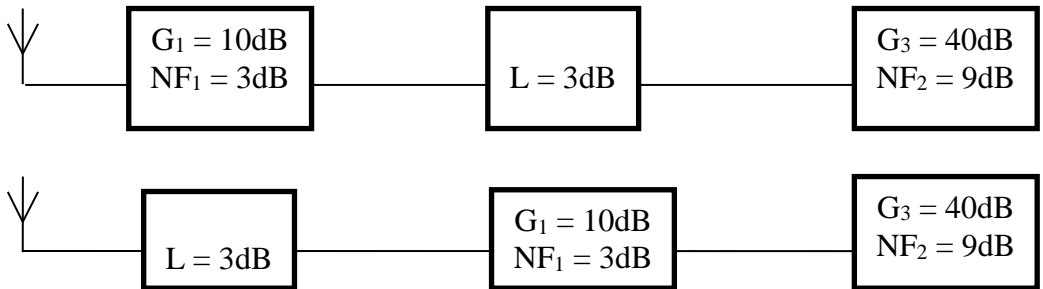 G₁ = 10dB
NF₁ = 3dB
L = 3dB
G₃ = 40dB
NF₂ = 9dB
L = 3dB
G₁ = 10dB
NF₁ = 3dB
G₃ = 40dB
NF₂ = 9dB